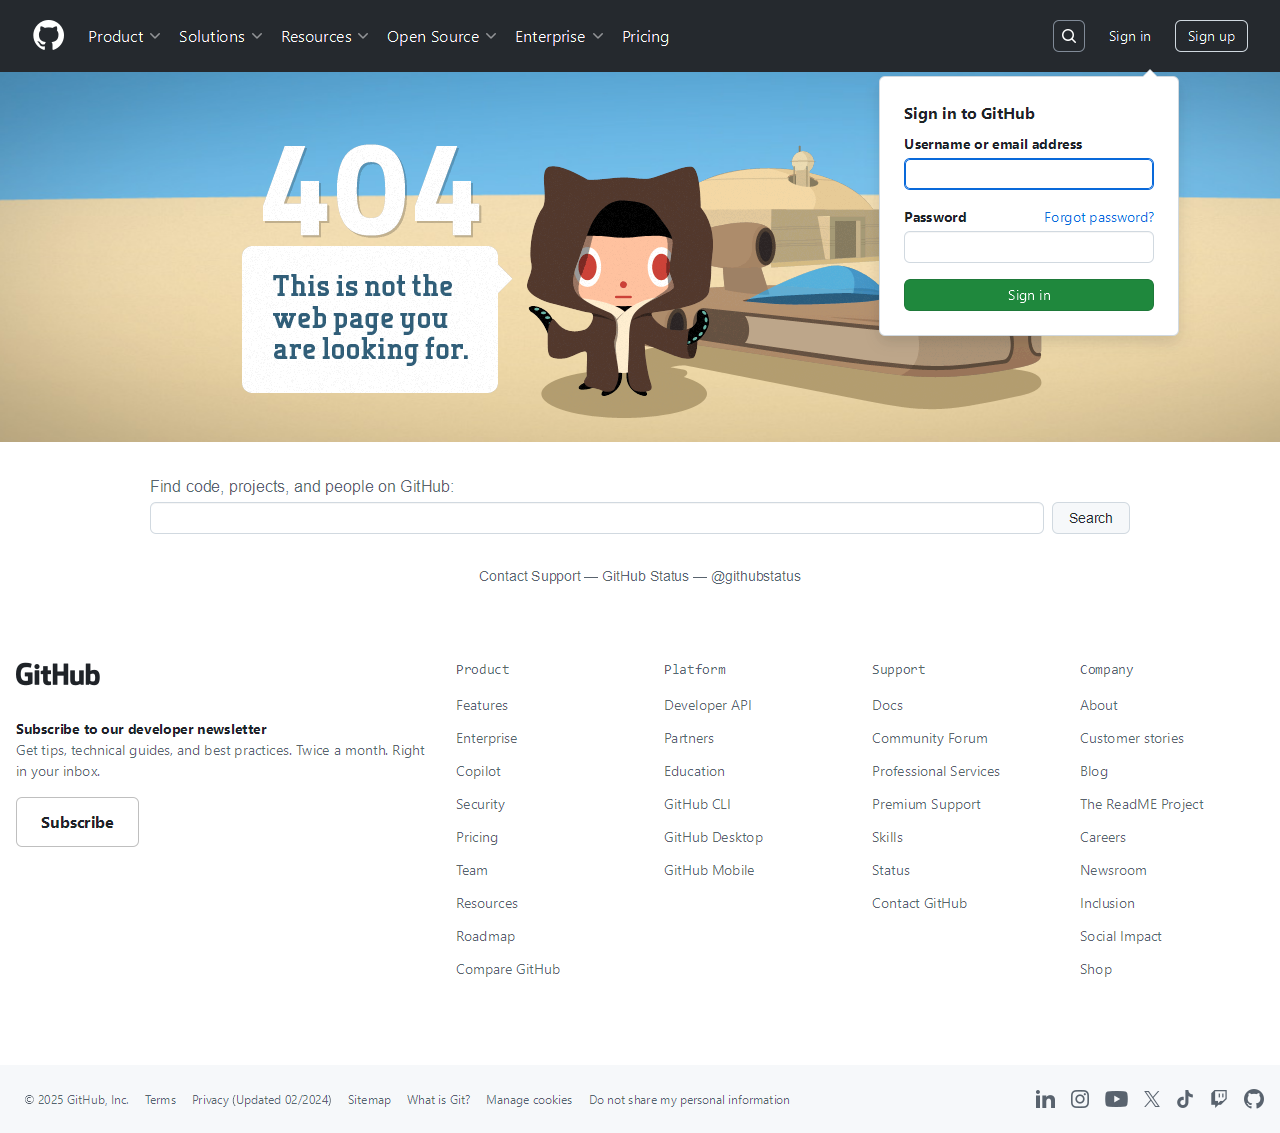 Product
Solutions
Resources
Open Source
Enterprise
Pricing
Sign in
Sign up
404
This is not the
web page you
are looking for.
Sign in to GitHub
Username or email address
Password
Forgot password?
Sign in
Find code, projects, and people on GitHub:
Search
Contact Support — GitHub Status — @githubstatus
GitHub
Subscribe to our developer newsletter
Get tips, technical guides, and best practices. Twice a month. Right
in your inbox.
Subscribe
Product
Features
Enterprise
Copilot
Security
Pricing
Team
Resources
Roadmap
Compare GitHub
Platform
Developer API
Partners
Education
GitHub CLI
GitHub Desktop
GitHub Mobile
Support
Docs
Community Forum
Professional Services
Premium Support
Skills
Status
Contact GitHub
Company
About
Customer stories
Blog
The ReadME Project
Careers
Newsroom
Inclusion
Social Impact
Shop
© 2025 GitHub, Inc.
Terms
Privacy (Updated 02/2024)
Sitemap
What is Git?
Manage cookies
Do not share my personal information